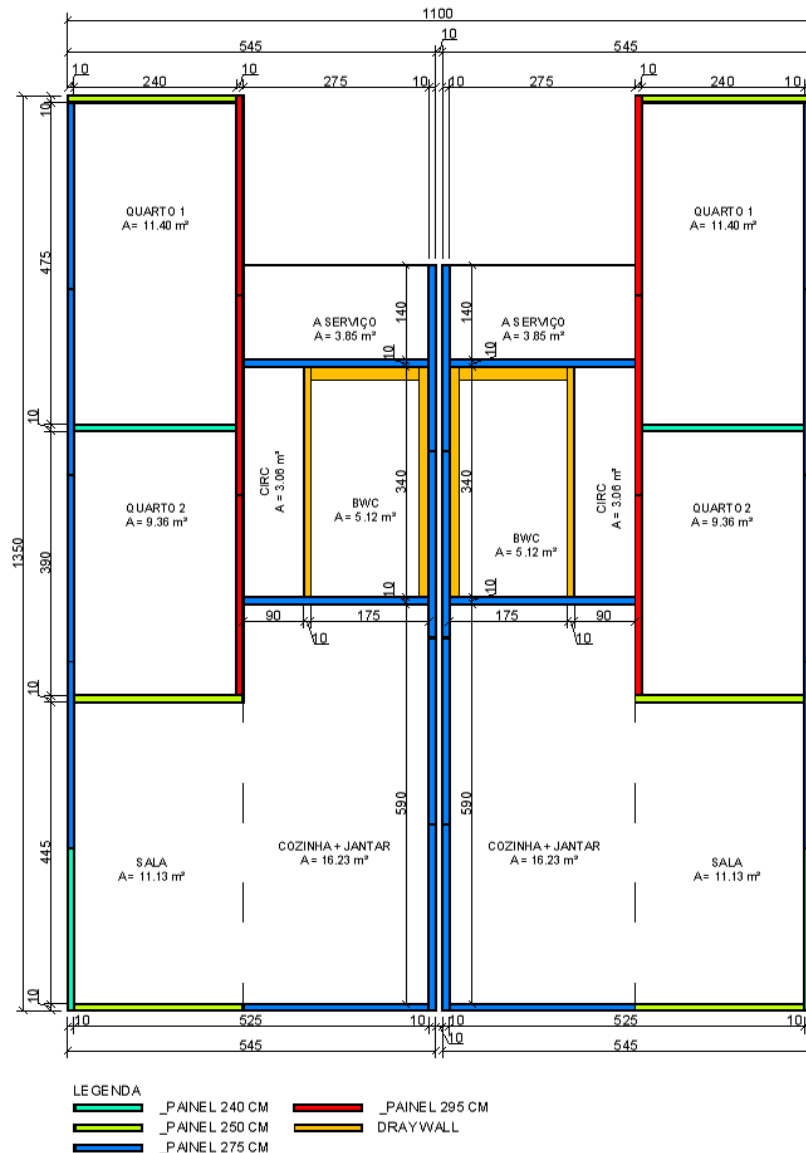 1100
10
545
545
10
240
10
275
10
10
275
10
240
10
QUARTO 1
A= 11.40 m²
QUARTO 1
A= 11.40 m²
475
140
140
A SERVIÇO
A= 3.85 m²
A SERVIÇO
A= 3.85 m²
10
10
10
CIRC
A = 3.06 m²
340
340
CIRC
A = 3.06 m²
QUARTO 2
A= 9.36 m²
BWC
A= 5.12 m²
BWC
A= 5.12 m²
QUARTO 2
A= 9.36 m²
1350
390
10
10
90
175
175
90
10
10
10
590
590
445
SALA
A= 11.13 m²
COZINHA + JANTAR
A= 16.23 m²
COZINHA + JANTAR
A= 16.23 m²
SALA
A= 11.13 m²
10
10
525
10
10
525
10
10
545
545
LEGENDA
_PAINEL 240 CM
_PAINEL 295 CM
_PAINEL 250 CM
DRAYWALL
_PAINEL 275 CM